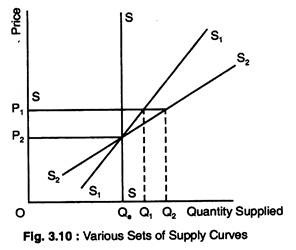 Price
S
S1
S2
P1
S
P2
S2
S1
S
O
Qe Q1 Q2 Quantity Supplied
Fig. 3.10 : Various Sets of Supply Curves